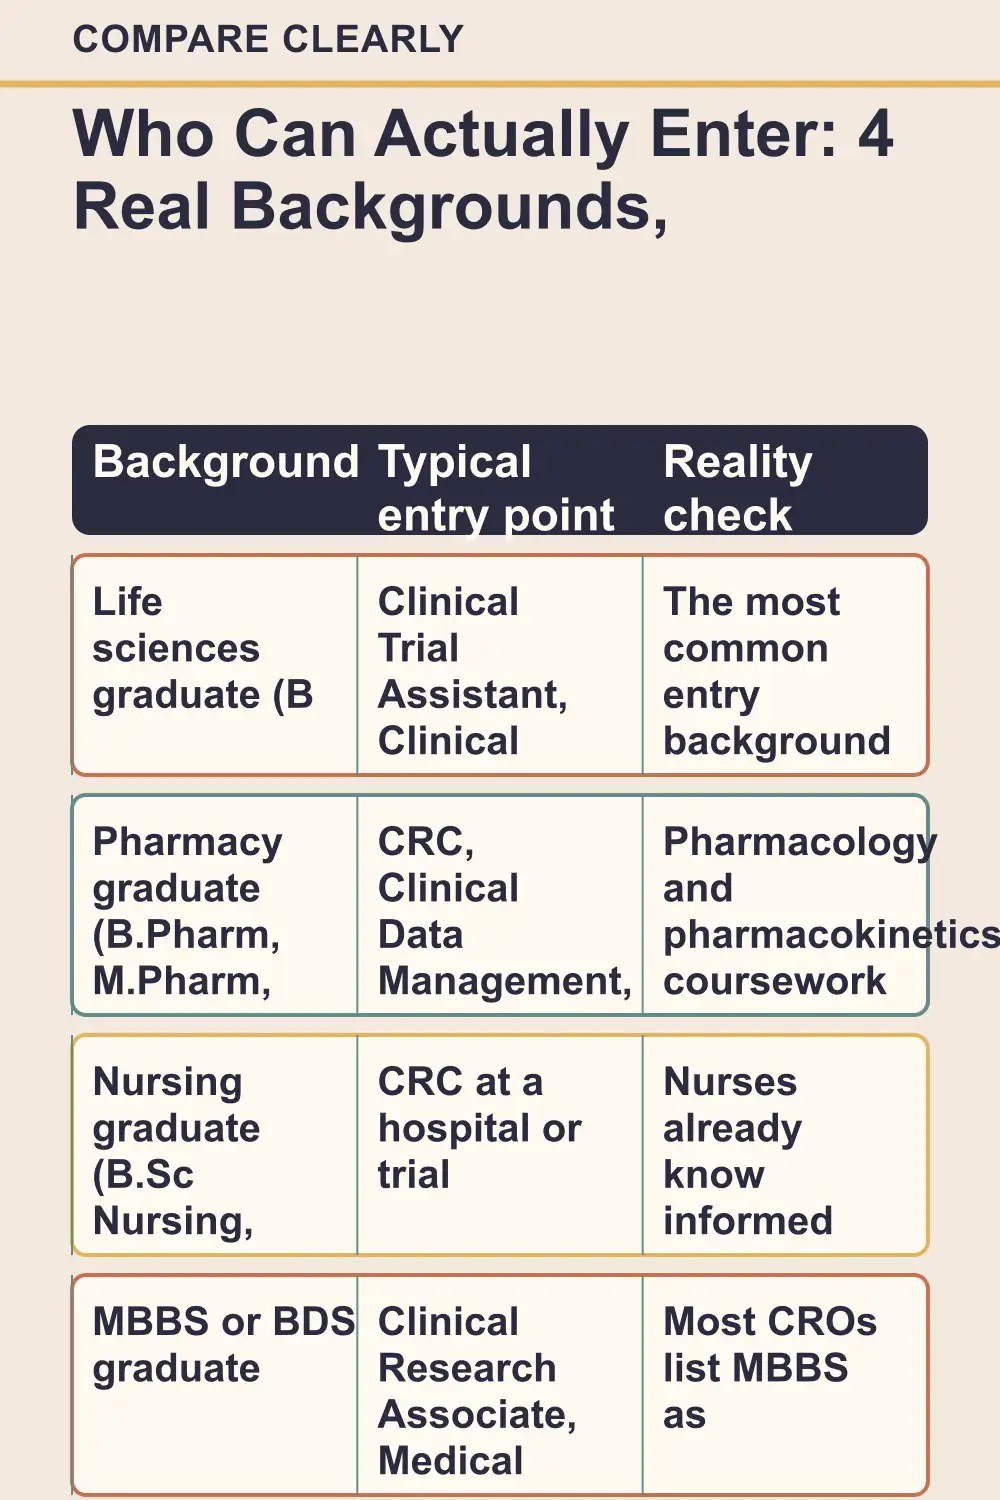 COMPARE CLEARLY
Who Can Actually Enter: 4
Real Backgrounds,
Background
Typical
entry point
Reality
check
Life
sciences
graduate (B
Clinical
Trial
Assistant,
Clinical
The most
common
entry
background
Pharmacy
graduate
(B.Pharm,
M.Pharm,
CRC,
Clinical
Data
Management,
Pharmacology
and
pharmacokinetics
coursework
Nursing
graduate
(B.Sc
Nursing,
CRC at a
hospital or
trial
Nurses
already
know
informed
MBBS or BDS
graduate
Clinical
Research
Associate,
Medical
Most CROs
list MBBS
as